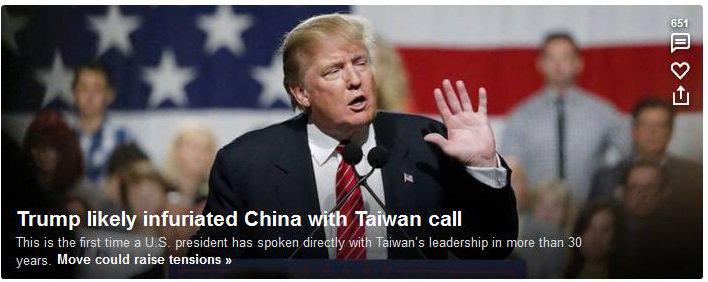 651
Trump likely infuriated China with Taiwan call
This is the first time a U.S. president has spoken directly with Taiwan's leadership in more than 30
years. Move could raise tensions »